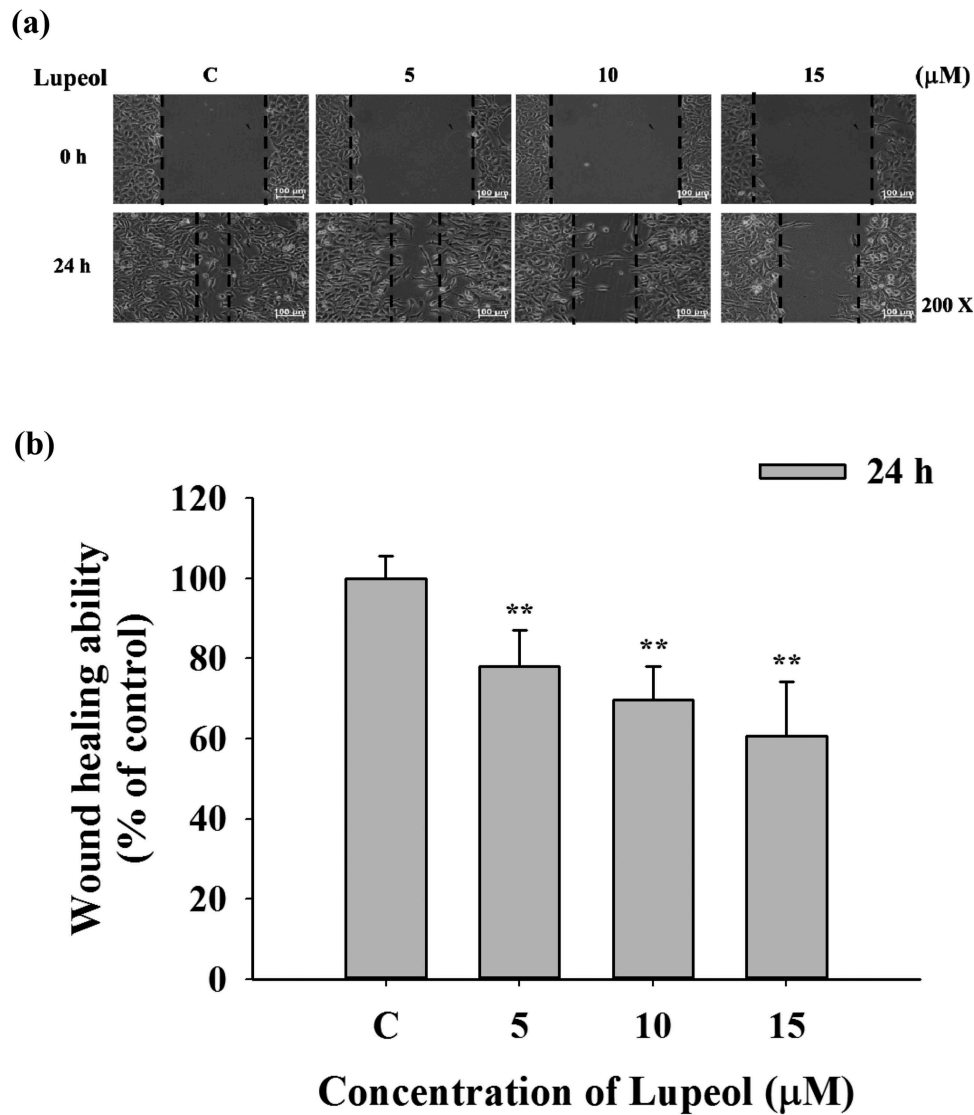 (a)
Lupeol C 5 10 15 (μM)
0 h
100 μm 100 μm 100 μm 100 μm
24 h
100 μm 100 μm 100 μm 100 μm
200 X
(b)
24 h
Wound healing ability
(% of control)
120
100
80
60
40
20
0
** ** **
C 5 10 15
Concentration of Lupeol (μM)